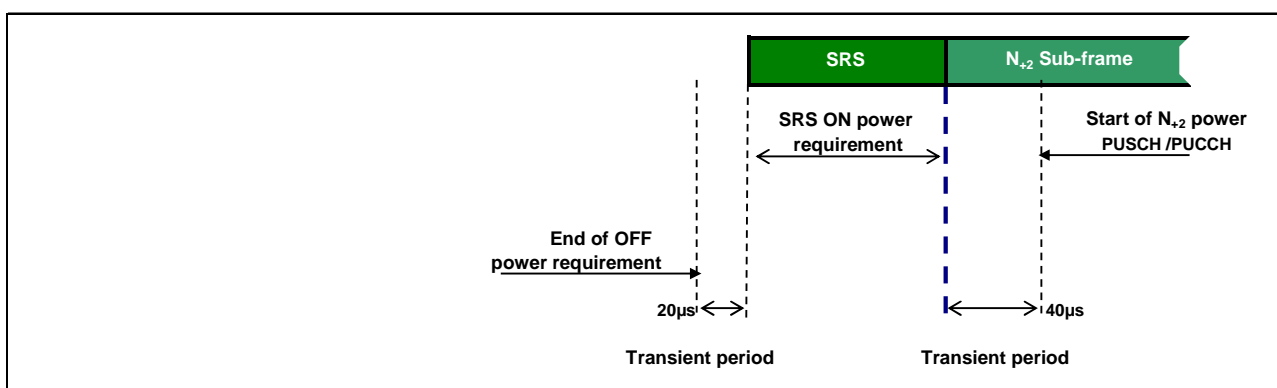 SRS
N+2 Sub-frame
SRS ON power
requirement
Start of N+2 power
PUSCH /PUCCH
End of OFF
power requirement
20µs
40µs
Transient period
Transient period